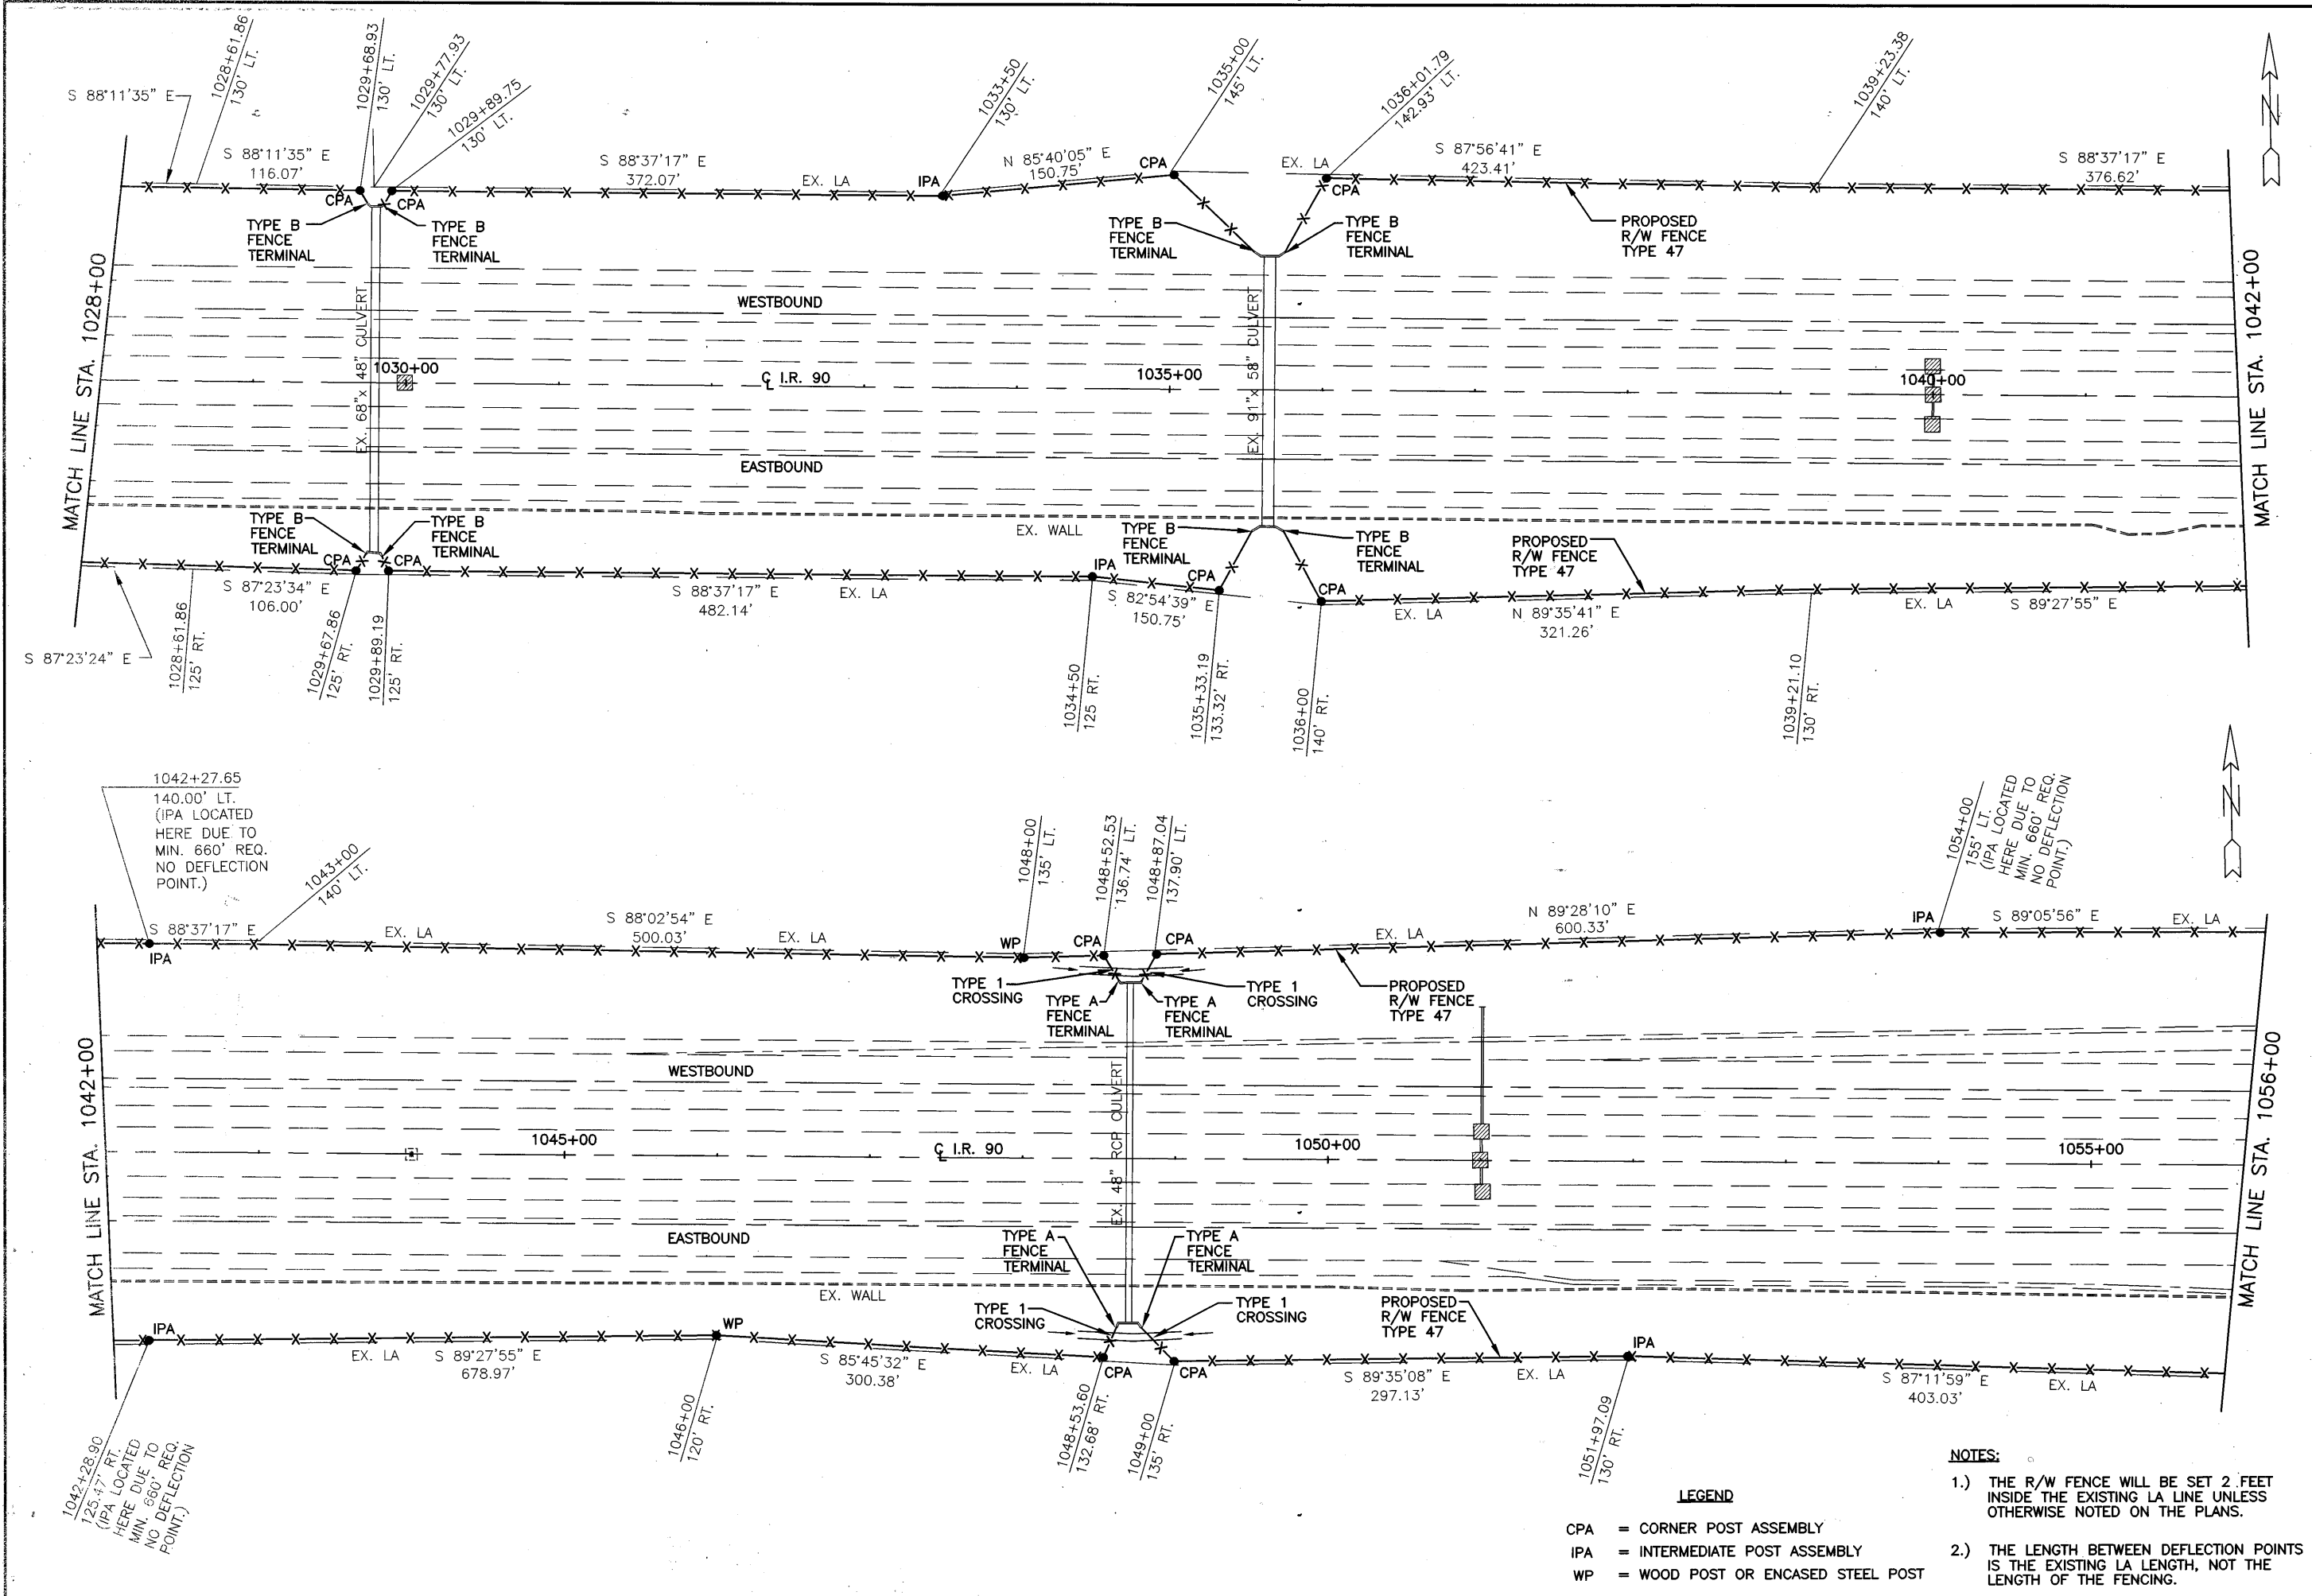 1028+61.86
130' LT.
1029+68.93
130' LT.
1029+77.93
130' LT.
1029+89.75
130' LT.
1033+50
130' LT.
1035+00
145' LT.
1036+01.79
142.93' LT.
1039+23.38
140' LT.
N
S 88°11'35" E
S 88°11'35" E
116.07'
S 88°37'17" E
372.07'
EX. LA
IPA
N 85°40'05" E
150.75'
CPA
EX. LA
CPA
S 87°56'41" E
423.41'
S 88°37'17" E
376.62'
CPA
CPA
TYPE B
FENCE
TERMINAL
TYPE B
FENCE
TERMINAL
TYPE B
FENCE
TERMINAL
TYPE B
FENCE
TERMINAL
PROPOSED
R/W FENCE
TYPE 47
MATCH LINE STA. 1028+00
EX. 68"x 48" CULVERT
WESTBOUND
1030+00
℄ I.R. 90
1035+00
EX. 91"x 58" CULVERT
1040+00
MATCH LINE STA. 1042+00
EASTBOUND
TYPE B
FENCE
TERMINAL
TYPE B
FENCE
TERMINAL
EX. WALL
TYPE B
FENCE
TERMINAL
TYPE B
FENCE
TERMINAL
PROPOSED
R/W FENCE
TYPE 47
CPA
CPA
IPA
CPA
CPA
S 87°23'34" E
106.00'
S 88°37'17" E
482.14'
EX. LA
S 82°54'39" E
150.75'
EX. LA
N 89°35'41" E
321.26'
EX. LA
S 89°27'55" E
S 87°23'24" E
1028+61.86
125' RT.
1029+67.86
125' RT.
1029+89.19
125' RT.
1034+50
125 RT.
1035+33.19
133.32' RT.
1036+00
140' RT.
1039+21.10
130' RT.
1042+27.65
140.00' LT.
(IPA LOCATED
HERE DUE TO
MIN. 660' REQ.
NO DEFLECTION
POINT.)
1043+00
140' LT.
1048+00
135' LT.
1048+52.53
136.74' LT.
1048+87.04
137.90' LT.
1054+00
155' LT.
(IPA LOCATED
HERE DUE TO
MIN. 660' REQ.
NO DEFLECTION
POINT.)
N
S 88°37'17" E
IPA
EX. LA
S 88°02'54" E
500.03'
EX. LA
WP
CPA
CPA
EX. LA
N 89°28'10" E
600.33'
IPA
S 89°05'56" E
EX. LA
TYPE 1
CROSSING
TYPE A
FENCE
TERMINAL
TYPE A
FENCE
TERMINAL
TYPE 1
CROSSING
PROPOSED
R/W FENCE
TYPE 47
MATCH LINE STA. 1042+00
WESTBOUND
EX. 48" RCP CULVERT
1045+00
℄ I.R. 90
1050+00
1055+00
MATCH LINE STA. 1056+00
EASTBOUND
TYPE A
FENCE
TERMINAL
TYPE A
FENCE
TERMINAL
EX. WALL
TYPE 1
CROSSING
TYPE 1
CROSSING
PROPOSED
R/W FENCE
TYPE 47
IPA
WP
IPA
EX. LA
S 89°27'55" E
678.97'
S 85°45'32" E
300.38'
EX. LA
CPA
CPA
S 89°35'08" E
297.13'
EX. LA
S 87°11'59" E
403.03'
EX. LA
1042+28.90
125.47' RT.
(IPA LOCATED
HERE DUE TO
MIN. 660' REQ.
NO DEFLECTION
POINT.)
1046+00
120' RT.
1048+53.60
132.68' RT.
1049+00
135' RT.
1051+97.09
130' RT.
LEGEND
CPA = CORNER POST ASSEMBLY
IPA = INTERMEDIATE POST ASSEMBLY
WP = WOOD POST OR ENCASED STEEL POST
NOTES:
1.) THE R/W FENCE WILL BE SET 2 FEET
INSIDE THE EXISTING LA LINE UNLESS
OTHERWISE NOTED ON THE PLANS.
2.) THE LENGTH BETWEEN DEFLECTION POINTS
IS THE EXISTING LA LENGTH, NOT THE
LENGTH OF THE FENCING.